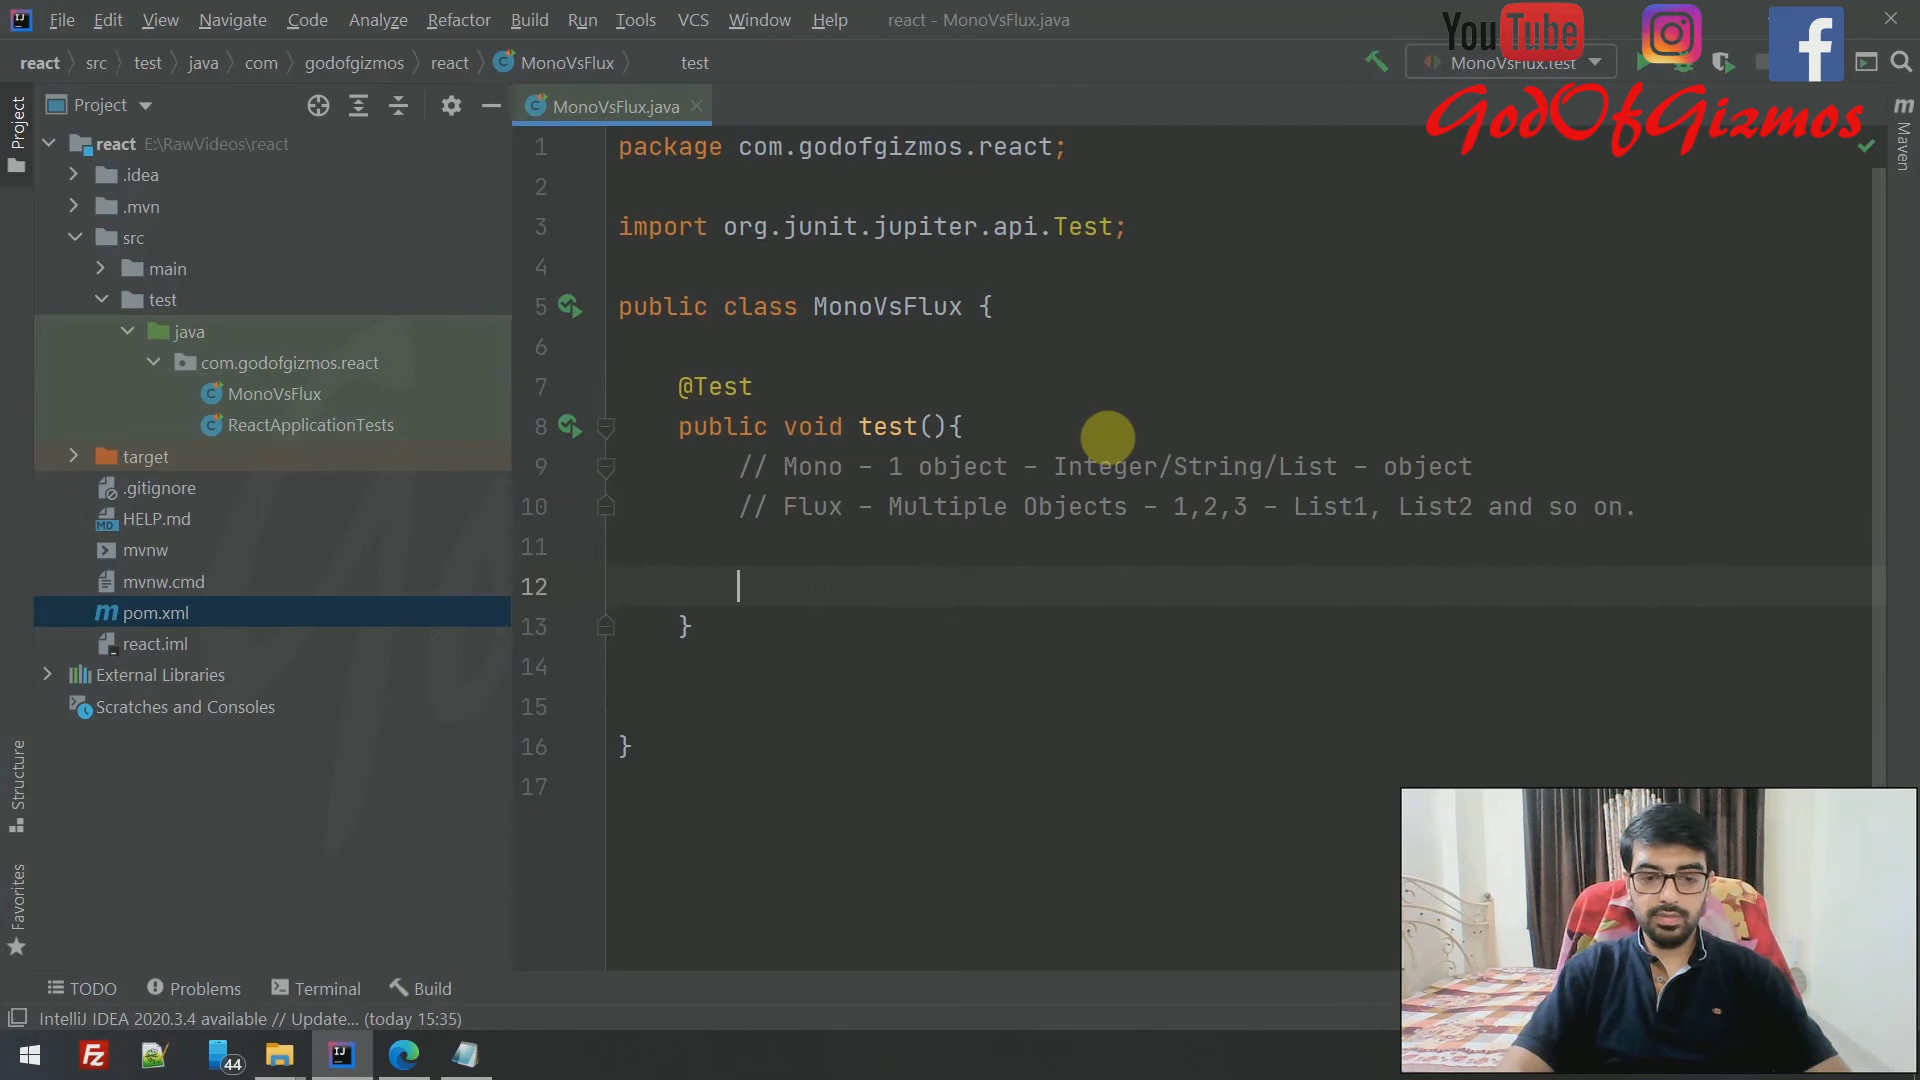 File Edit View Navigate Code Analyze Refactor Build Run Tools VCS Window Help react - MonoVsFlux.java
YouTube
react src test java com godofgizmos react MonoVsFlux test MonoVsFlux.test
GodOfGizmos
Project
MonoVsFlux.java
Project
Maven
react E:\RawVideos\react
.idea
.mvn
src
main
test
java
com.godofgizmos.react
MonoVsFlux
ReactApplicationTests
target
.gitignore
HELP.md
mvnw
mvnw.cmd
pom.xml
react.iml
External Libraries
Scratches and Consoles
Structure
Favorites
1 package com.godofgizmos.react;
2
3 import org.junit.jupiter.api.Test;
4
5 public class MonoVsFlux {
6
7 @Test
8 public void test(){
9 // Mono - 1 object - Integer/String/List - object
10 // Flux - Multiple Objects - 1,2,3 - List1, List2 and so on.
11
12
13 }
14
15
16 }
17
TODO Problems Terminal Build
IntelliJ IDEA 2020.3.4 available // Update... (today 15:35)
44